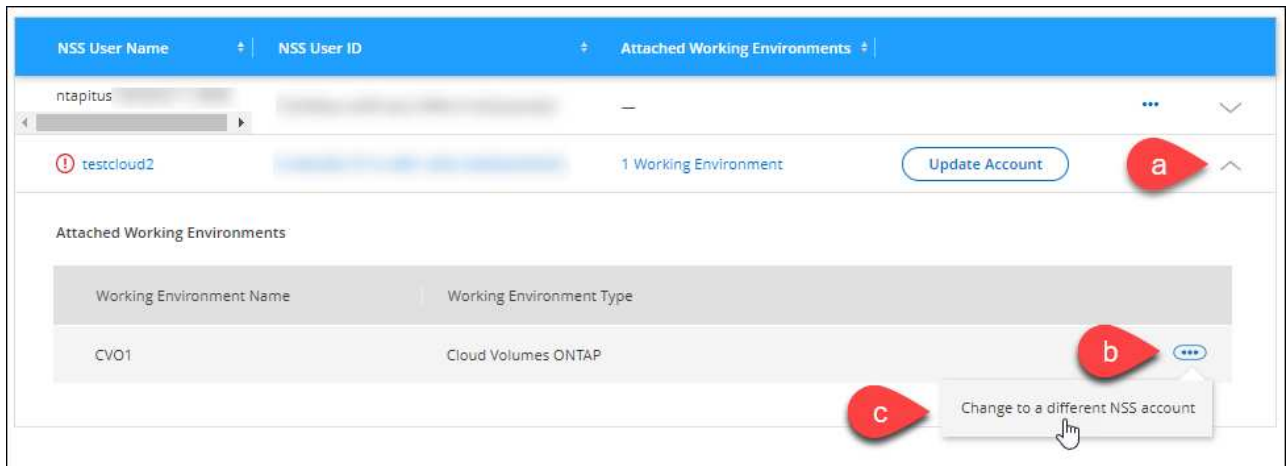 NSS User Name NSS User ID Attached Working Environments
ntapitus —
testcloud2 1 Working Environment Update Account a
Attached Working Environments
Working Environment Name Working Environment Type
CVO1 Cloud Volumes ONTAP b
c Change to a different NSS account